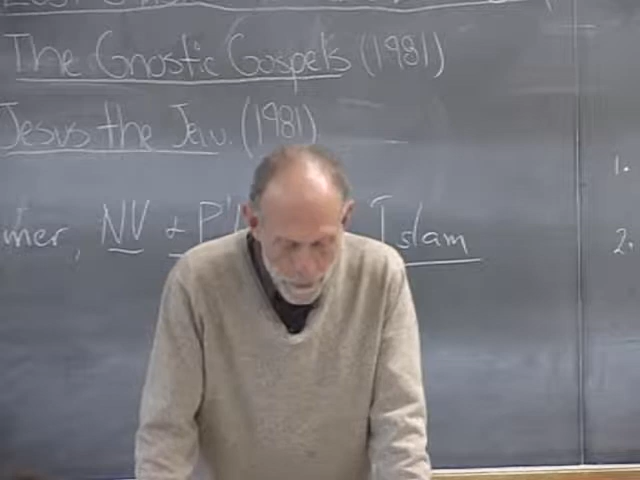 The Gnostic Gospels (1981)
Jesus the Jew. (1981)
mer, NV & P' Islam
1.
2.